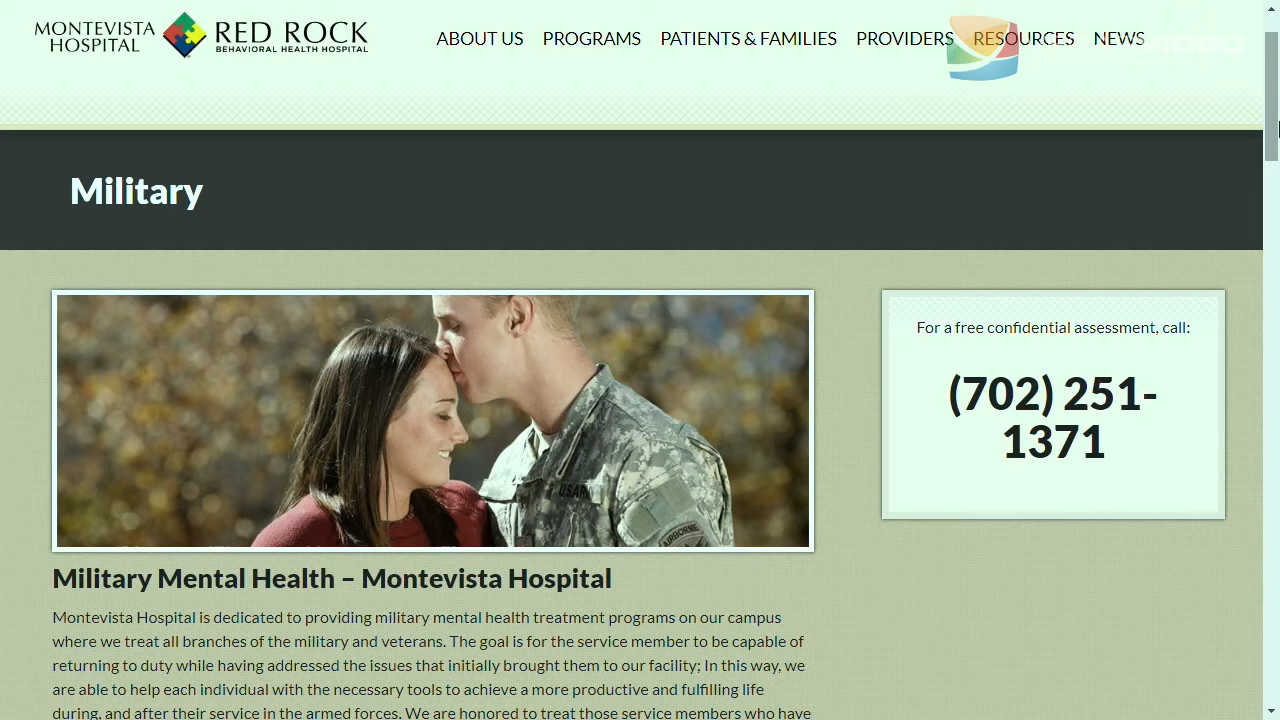 MONTEVISTA
HOSPITAL
RED ROCK
BEHAVIORAL HEALTH HOSPITAL
ABOUT US PROGRAMS PATIENTS & FAMILIES PROVIDERS RESOURCES NEWS
Military
For a free confidential assessment, call:
(702) 251-
1371
U.S. AR
AIRBORNE
Military Mental Health – Montevista Hospital
Montevista Hospital is dedicated to providing military mental health treatment programs on our campus
where we treat all branches of the military and veterans. The goal is for the service member to be capable of
returning to duty while having addressed the issues that initially brought them to our facility; In this way, we
are able to help each individual with the necessary tools to achieve a more productive and fulfilling life
during, and after their service in the armed forces. We are honored to treat those service members who have